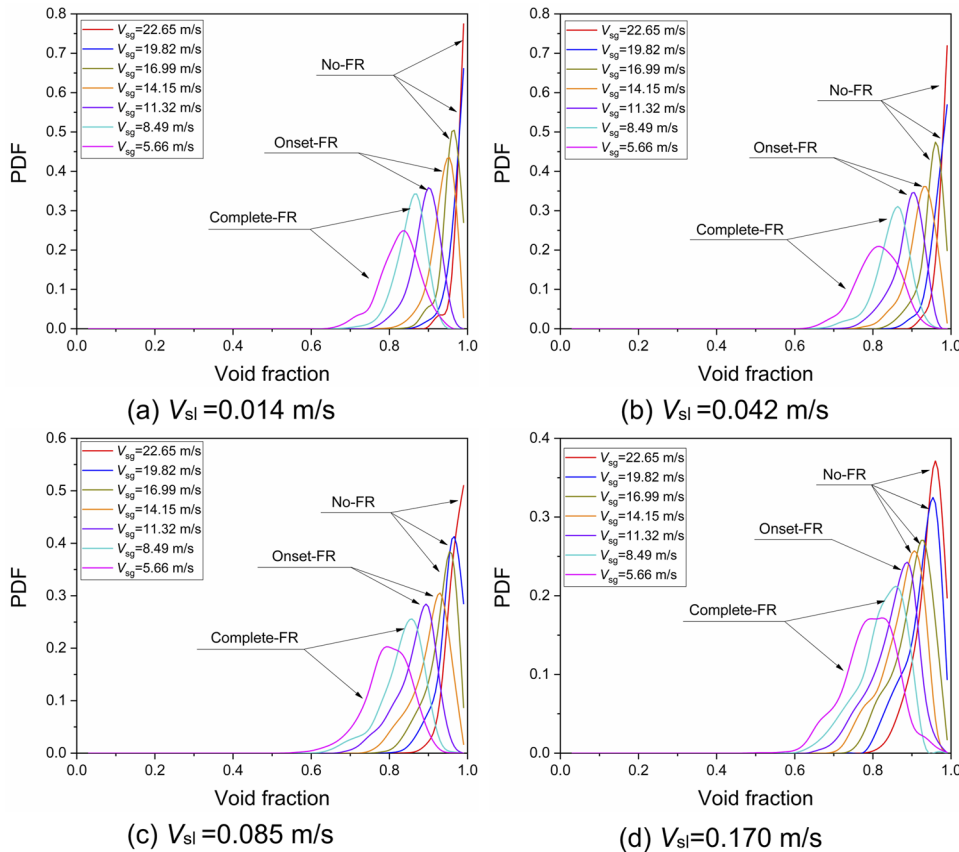 0.8
0.7
0.6
0.5
0.4
0.3
0.2
0.1
0.0
PDF
Vsg=22.65 m/s
Vsg=19.82 m/s
Vsg=16.99 m/s
Vsg=14.15 m/s
Vsg=11.32 m/s
Vsg=8.49 m/s
Vsg=5.66 m/s
No-FR
Onset-FR
Complete-FR
0.0 0.2 0.4 0.6 0.8 1.0
Void fraction
(a) Vsl =0.014 m/s
0.8
0.7
0.6
0.5
0.4
0.3
0.2
0.1
0.0
PDF
Vsg=22.65 m/s
Vsg=19.82 m/s
Vsg=16.99 m/s
Vsg=14.15 m/s
Vsg=11.32 m/s
Vsg=8.49 m/s
Vsg=5.66 m/s
No-FR
Onset-FR
Complete-FR
0.0 0.2 0.4 0.6 0.8 1.0
Void fraction
(b) Vsl =0.042 m/s
0.6
0.5
0.4
0.3
0.2
0.1
0.0
PDF
Vsg=22.65 m/s
Vsg=19.82 m/s
Vsg=16.99 m/s
Vsg=14.15 m/s
Vsg=11.32 m/s
Vsg=8.49 m/s
Vsg=5.66 m/s
No-FR
Onset-FR
Complete-FR
0.0 0.2 0.4 0.6 0.8 1.0
Void fraction
(c) Vsl =0.085 m/s
0.4
0.3
0.2
0.1
0.0
PDF
Vsg=22.65 m/s
Vsg=19.82 m/s
Vsg=16.99 m/s
Vsg=14.15 m/s
Vsg=11.32 m/s
Vsg=8.49 m/s
Vsg=5.66 m/s
No-FR
Onset-FR
Complete-FR
0.0 0.2 0.4 0.6 0.8 1.0
Void fraction
(d) Vsl=0.170 m/s